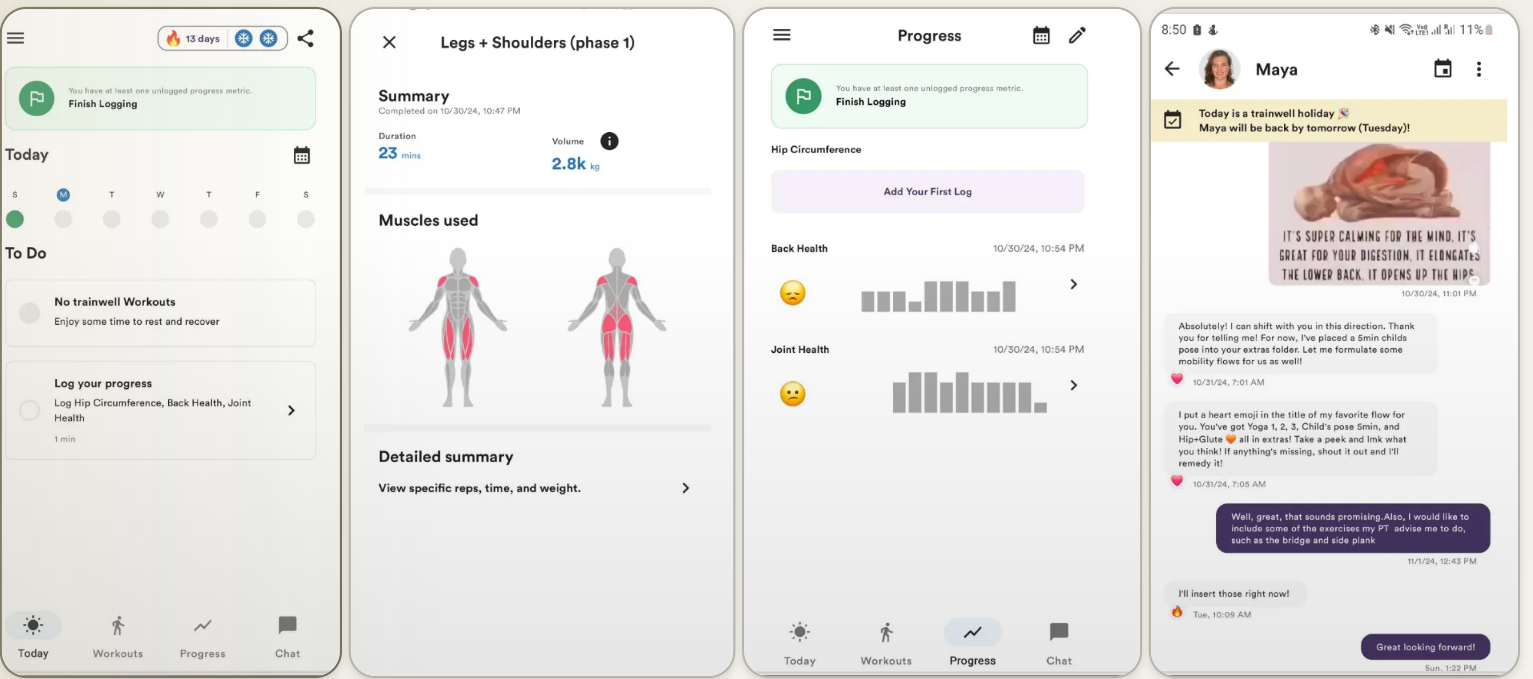 13 days
You have at least one unlogged progress metric.
Finish Logging
Today
S M T W T F S
To Do
No trainwell Workouts
Enjoy some time to rest and recover
Log your progress
Log Hip Circumference, Back Health, Joint
Health
1 min
Today Workouts Progress Chat
Legs + Shoulders (phase 1)
Summary
Completed on 10/30/24, 10:47 PM
Duration
23 mins
Volume
2.8k kg
Muscles used
Detailed summary
View specific reps, time, and weight.
Progress
You have at least one unlogged progress metric.
Finish Logging
Hip Circumference
Add Your First Log
Back Health 10/30/24, 10:54 PM
Joint Health 10/30/24, 10:54 PM
Today Workouts Progress Chat
8:50 11%
Maya
Today is a trainwell holiday 🎉
Maya will be back by tomorrow (Tuesday)!
IT'S SUPER CALMING FOR THE MIND, IT'S
GREAT FOR YOUR DIGESTION, IT ELONGATES
THE LOWER BACK, IT OPENS UP THE HIPS
10/30/24, 11:01 PM
Absolutely! I can shift with you in this direction. Thank
you for telling me! For now, I've placed a 5min childs
pose into your extras folder. Let me formulate some
mobility flows for us as well!
10/31/24, 7:01 AM
I put a heart emoji in the title of my favorite flow for
you. You've got Yoga 1, 2, 3, Child's pose 5min, and
Hip+Glute 🧡 all in extras! Take a peek and lmk what
you think! If anything's missing, shout it out and I'll
remedy it!
10/31/24, 7:05 AM
Well, great, that sounds promising.Also, I would like to
include some of the exercises my PT advise me to do,
such as the bridge and side plank
11/1/24, 12:43 PM
I'll insert those right now!
Tue, 10:09 AM
Great looking forward!
Sun, 1:22 PM